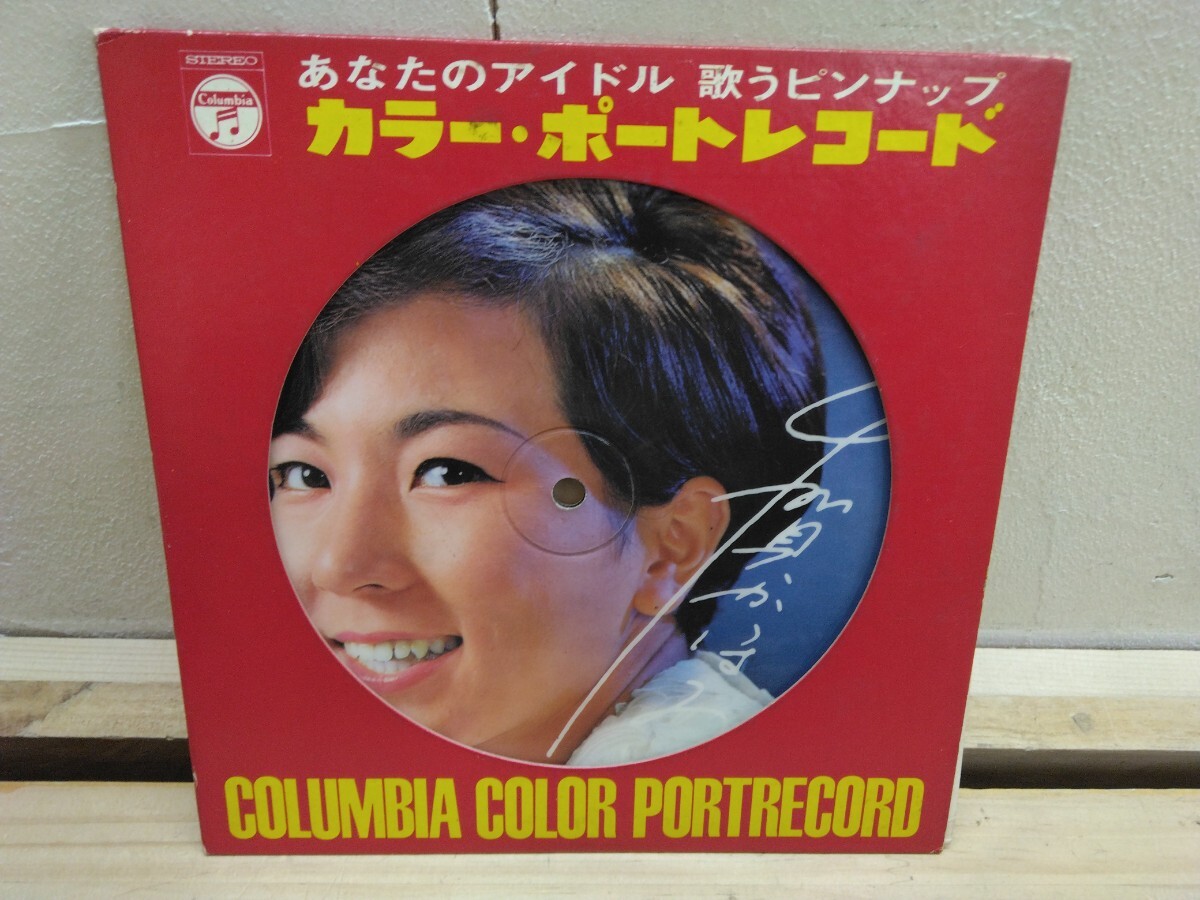 STEREO
Columbia
あなたのアイドル 歌うピンナップ
カラー・ポートレコード
COLUMBIA COLOR PORTRECORD